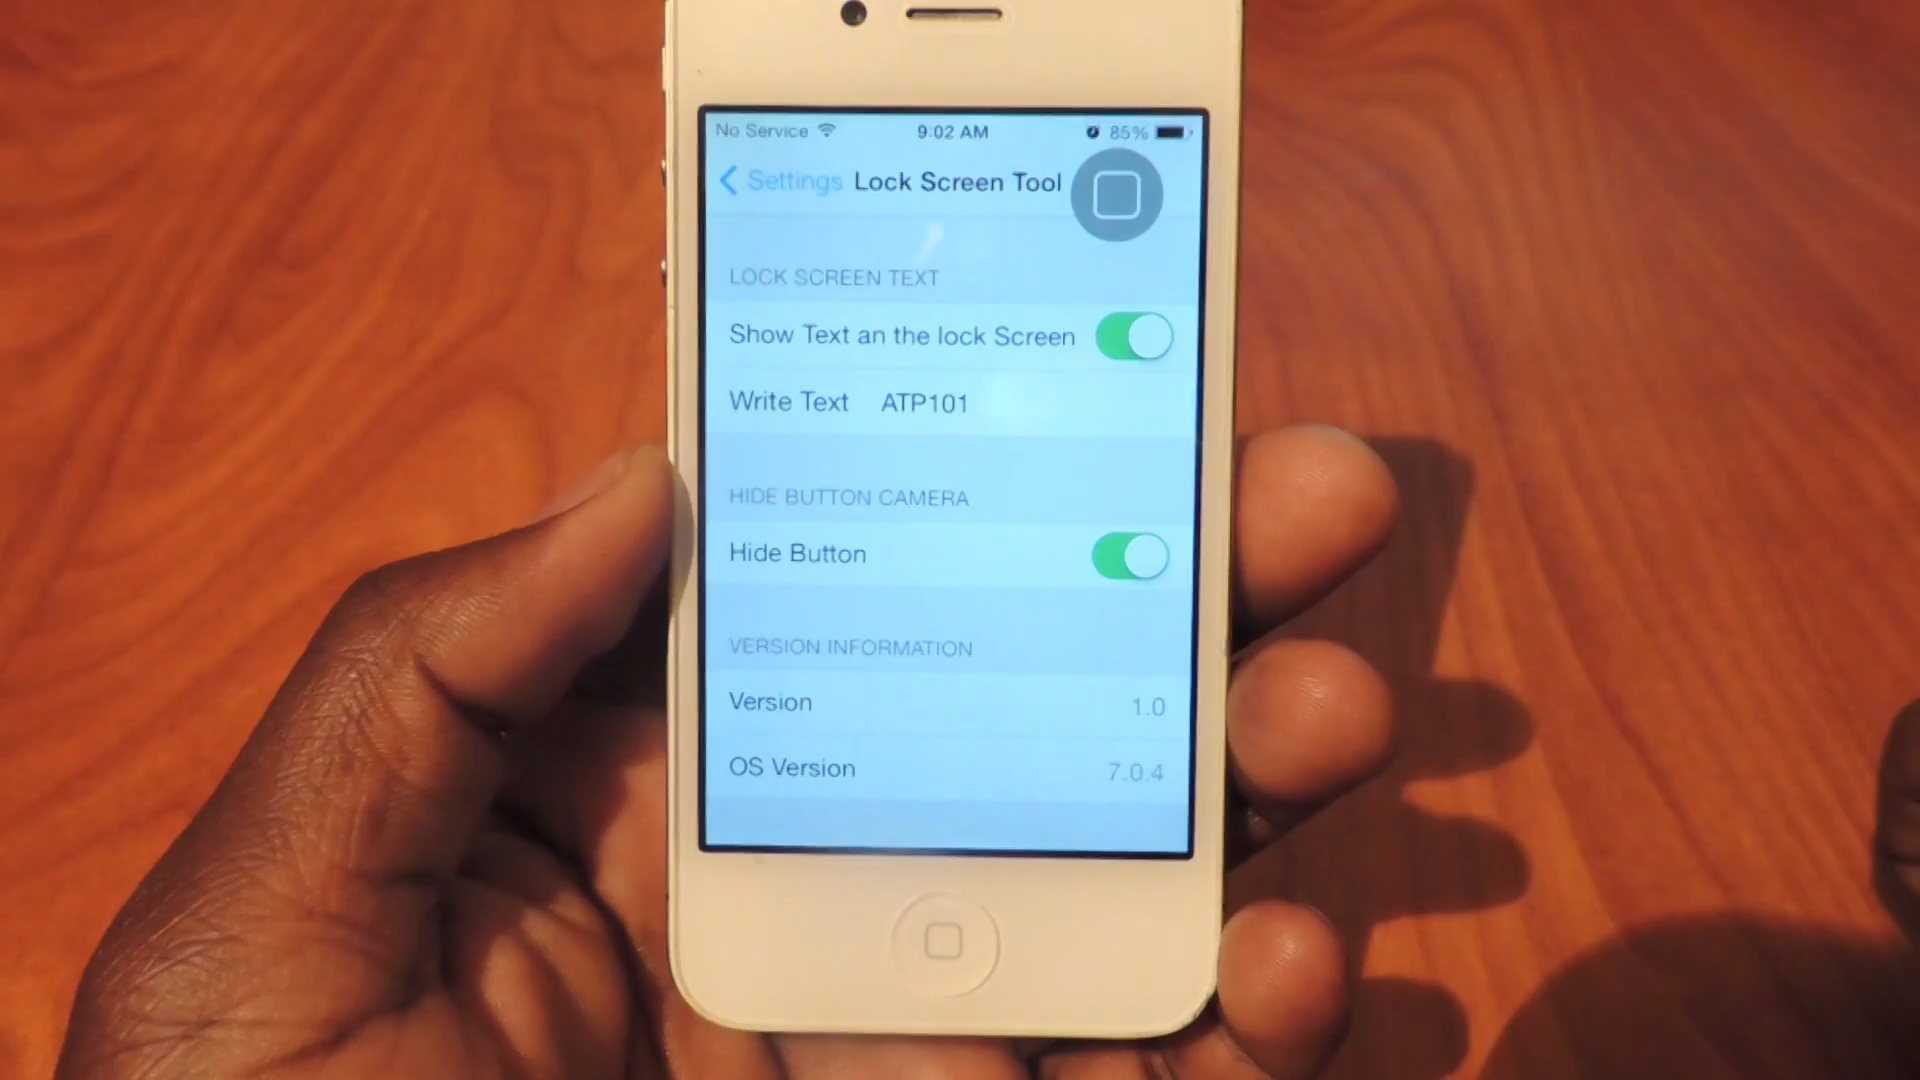 No Service 9:02 AM 85%
Settings Lock Screen Tool
LOCK SCREEN TEXT
Show Text an the lock Screen
Write Text ATP101
HIDE BUTTON CAMERA
Hide Button
VERSION INFORMATION
Version 1.0
OS Version 7.0.4